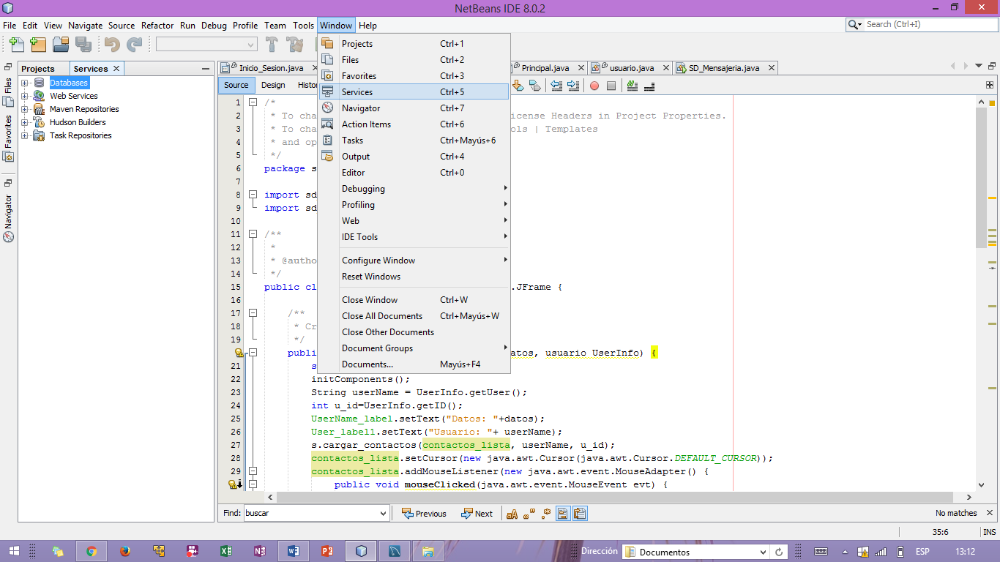 NetBeans IDE 8.0.2
File Edit View Navigate Source Refactor Run Debug Profile Team Tools Window Help
Search (Ctrl+I)
Projects Ctrl+1
Files Ctrl+2
Favorites Ctrl+3
Services Ctrl+5
Navigator Ctrl+7
Action Items Ctrl+6
Tasks Ctrl+Mayús+6
Output Ctrl+4
Editor Ctrl+0
Debugging
Profiling
Web
IDE Tools
Configure Window
Reset Windows
Close Window Ctrl+W
Close All Documents Ctrl+Mayús+W
Close Other Documents
Document Groups
Documents... Mayús+F4
Files
Favorites
Navigator
Projects Services
Databases
Web Services
Maven Repositories
Hudson Builders
Task Repositories
Inicio_Sesion.java Principal.java usuario.java SD_Mensajeria.java
Source Design Histor
1 /*
2 * To cha icense Headers in Project Properties.
3 * To cha ols | Templates
4 * and op
5 */
6 package s
7
8 import sd
9 import sd
10
11 /**
12 *
13 * @autho
14 */
15 public cl .JFrame {
16
17 /**
18 * Cr
19 */
public atos, usuario UserInfo) {
21 s
22 initComponents();
23 String userName = UserInfo.getUser();
24 int u_id=UserInfo.getID();
25 UserName_label.setText("Datos: "+datos);
26 User_label1.setText("Usuario: "+ userName);
27 s.cargar_contactos(contactos_lista, userName, u_id);
28 contactos_lista.setCursor(new java.awt.Cursor(java.awt.Cursor.DEFAULT_CURSOR));
29 contactos_lista.addMouseListener(new java.awt.event.MouseAdapter() {
public void mouseClicked(java.awt.event.MouseEvent evt) {
Find: buscar Previous Next No matches
35:6 INS
Dirección Documentos ESP 13:12